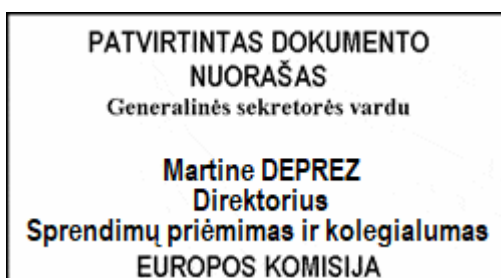 PATVIRTINTAS DOKUMENTO
NUORAŠAS
Generalinės sekretorės vardu
Martine DEPREZ
Direktorius
Sprendimų priėmimas ir kolegialumas
EUROPOS KOMISIJA